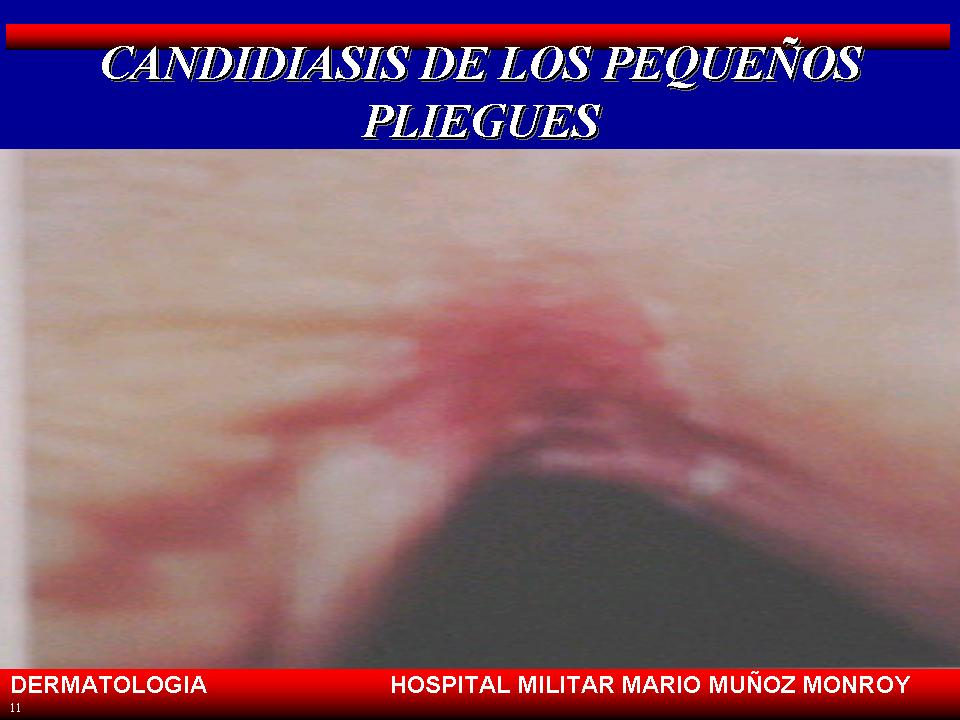 CANDIDIASIS DE LOS PEQUEÑOS
PLIEGUES
DERMATOLOGIA HOSPITAL MILITAR MARIO MUÑOZ MONROY
11